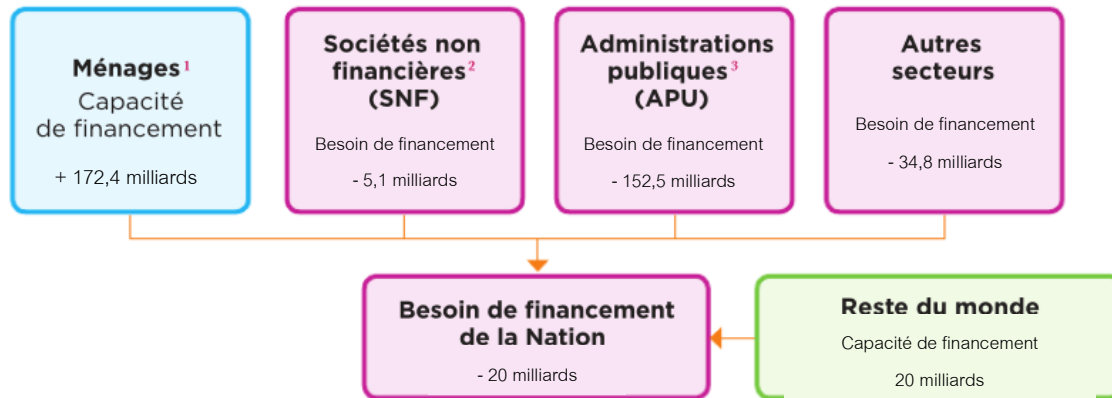 Ménages¹
Capacité
de financement
+ 172,4 milliards
Sociétés non
financières²
(SNF)
Besoin de financement
- 5,1 milliards
Administrations
publiques³
(APU)
Besoin de financement
- 152,5 milliards
Autres
secteurs
Besoin de financement
- 34,8 milliards
Besoin de financement
de la Nation
- 20 milliards
Reste du monde
Capacité de financement
20 milliards